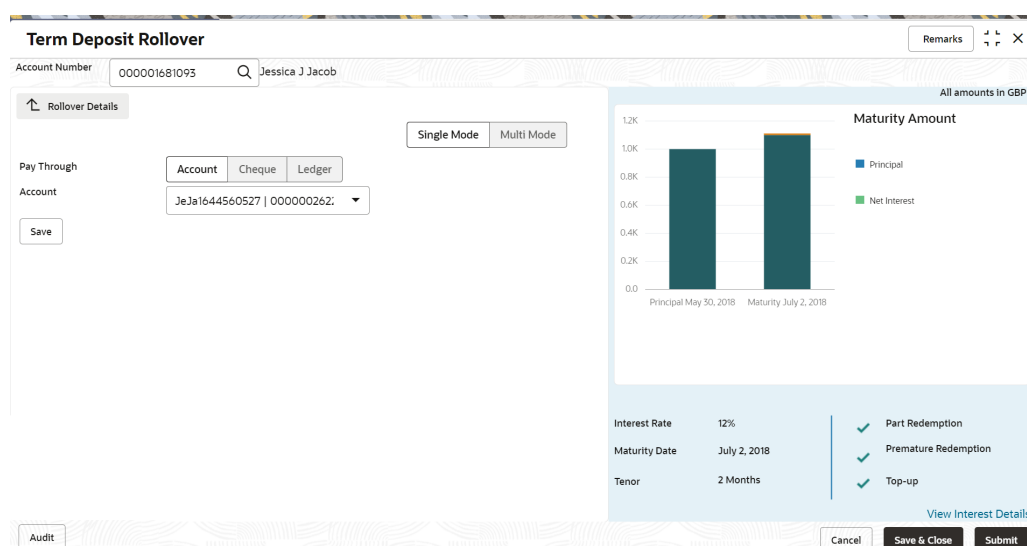 Term Deposit Rollover
Remarks
Account Number
000001681093
Jessica J Jacob
All amounts in GBP
Rollover Details
Single Mode
Multi Mode
Pay Through
Account
Cheque
Ledger
Account
JeJa1644560527 | 0000002622
Save
Maturity Amount
1.2K
1.0K
0.8K
0.6K
0.4K
0.2K
0.0
Principal May 30, 2018
Maturity July 2, 2018
Principal
Net Interest
Interest Rate
12%
Maturity Date
July 2, 2018
Tenor
2 Months
Part Redemption
Premature Redemption
Top-up
View Interest Details
Audit
Cancel
Save & Close
Submit